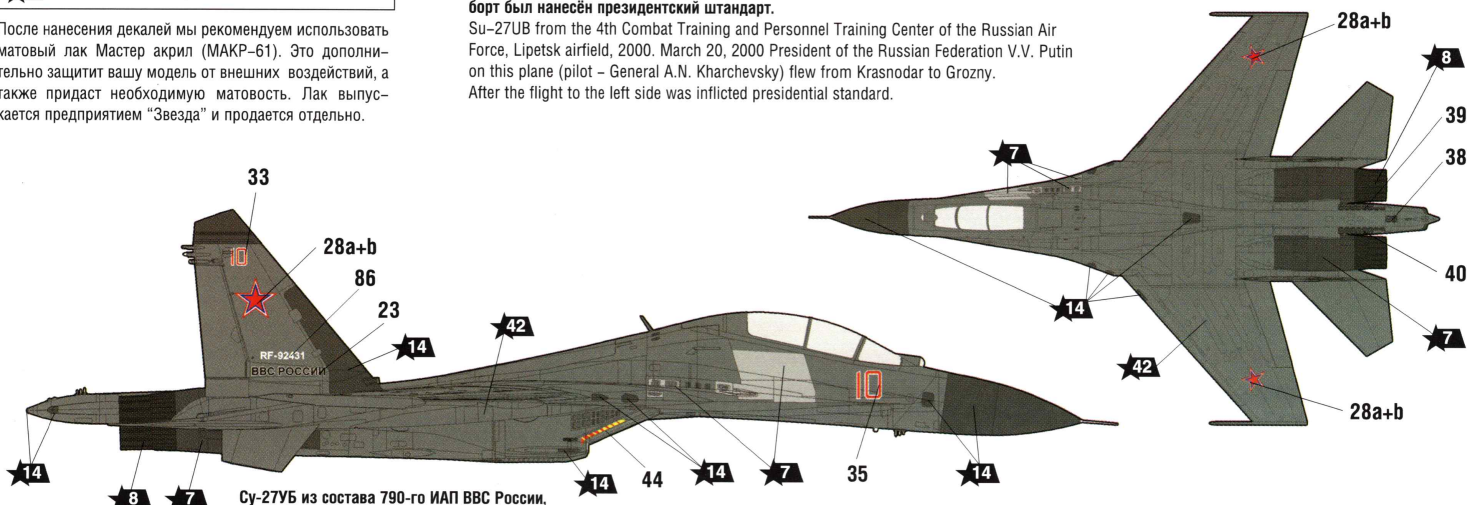 После нанесения декалей мы рекомендуем использовать
матовый лак Мастер акрил (МАКР–61). Это дополни–
тельно защитит вашу модель от внешних воздействий, а
также придаст необходимую матовость. Лак выпус–
кается предприятием “Звезда” и продается отдельно.
борт был нанесён президентский штандарт.
Su–27UB from the 4th Combat Training and Personnel Training Center of the Russian Air
Force, Lipetsk airfield, 2000. March 20, 2000 President of the Russian Federation V.V. Putin
on this plane (pilot – General A.N. Kharchevsky) flew from Krasnodar to Grozny.
After the flight to the left side was inflicted presidential standard.
28a+b
8
39
38
7
40
14
7
42
28a+b
33
10
28a+b
86
23
14
42
RF-92431
ВВС РОССИИ
10
14
8
7
14
44
14
7
35
14
Су-27УБ из состава 790-го ИАП ВВС России,